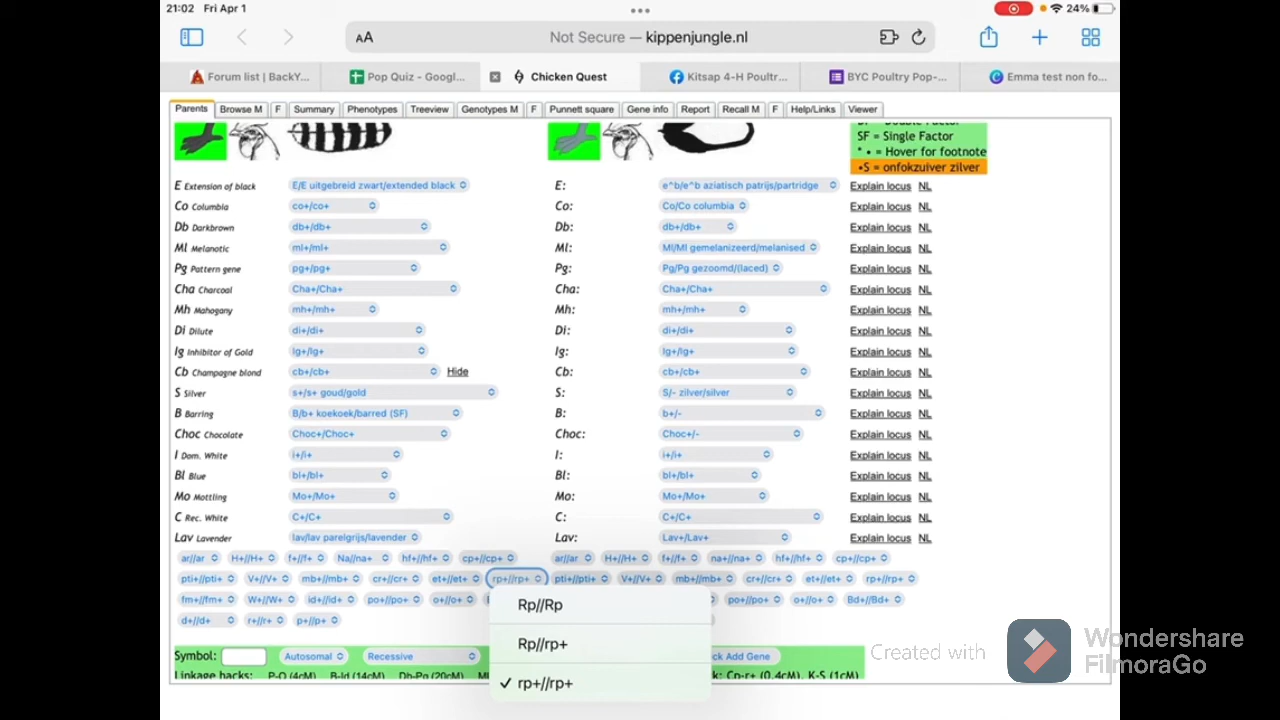 21:02 Fri Apr 1
24%
AA Not Secure — kippenjungle.nl
Forum list | BackY... Pop Quiz - Googl... Chicken Quest Kitsap 4-H Poultr... BYC Poultry Pop-... Emma test non fo...
Parents Browse M F Summary Phenotypes Treeview Genotypes M F Punnett square Gene info Report Recall M F Help/Links Viewer
SF = Single Factor
* • = Hover for footnote
•S = onfokzuiver zilver
E Extension of black E/E uitgebreid zwart/extended black E: e^b/e^b aziatisch patrijs/partridge Explain locus NL
Co Columbia co+/co+ Co: Co/Co columbia Explain locus NL
Db Darkbrown db+/db+ Db: db+/db+ Explain locus NL
Ml Melanotic ml+/ml+ Ml: Ml/Ml gemelanizeerd/melanised Explain locus NL
Pg Pattern gene pg+/pg+ Pg: Pg/Pg gezoomd/(laced) Explain locus NL
Cha Charcoal Cha+/Cha+ Cha: Cha+/Cha+ Explain locus NL
Mh Mahogany mh+/mh+ Mh: mh+/mh+ Explain locus NL
Di Dilute di+/di+ Di: di+/di+ Explain locus NL
Ig Inhibitor of Gold Ig+/Ig+ Ig: Ig+/Ig+ Explain locus NL
Cb Champagne blond cb+/cb+ Hide Cb: cb+/cb+ Explain locus NL
S Silver s+/s+ goud/gold S: S/- zilver/silver Explain locus NL
B Barring B/b+ koekoek/barred (SF) B: b+/- Explain locus NL
Choc Chocolate Choc+/Choc+ Choc: Choc+/- Explain locus NL
I Dom. White i+/i+ I: i+/i+ Explain locus NL
Bl Blue bl+/bl+ Bl: bl+/bl+ Explain locus NL
Mo Mottling Mo+/Mo+ Mo: Mo+/Mo+ Explain locus NL
C Rec. White C+/C+ C: C+/C+ Explain locus NL
Lav Lavender lav/lav parelgrijs/lavender Lav: Lav+/Lav+ Explain locus NL
ar//ar H+//H+ f+//f+ Na//na+ hf+//hf+ cp+//cp+ ar//ar H+//H+ f+//f+ na+//na+ hf+//hf+ cp+//cp+
pti+//pti+ V+//V+ mb+//mb+ cr+//cr+ et+//et+ rp+//rp+ pti+//pti+ V+//V+ mb+//mb+ cr+//cr+ et+//et+ rp+//rp+
fm+//fm+ W+//W+ id+//id+ po+//po+ o+//o+ po+//po+ o+//o+ Bd+//Bd+
d+//d+ r+//r+ p+//p+
Rp//Rp
Rp//rp+
✓ rp+//rp+
Symbol: Autosomal Recessive Add Gene
Linkage hacks: P-O (4cM) B-Id (14cM) Db-Pg (20cM) Cp-r+ (0.4cM), K-S (1cM)
Created with
Wondershare
FilmoraGo